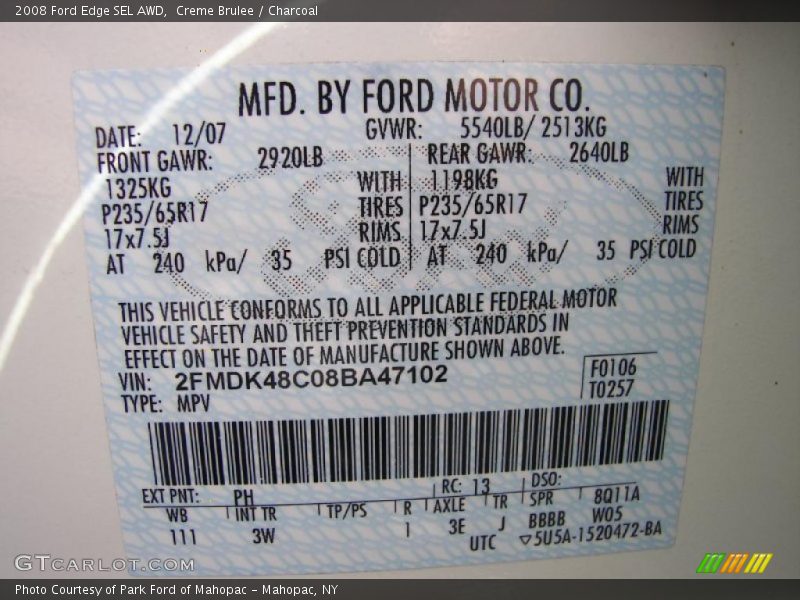 2008 Ford Edge SEL AWD,  Creme Brulee / Charcoal
MFD. BY FORD MOTOR CO.
DATE: 12/07 GVWR: 5540LB/ 2513KG
FRONT GAWR: 2920LB REAR GAWR: 2640LB
1325KG WITH 1198KG WITH
P235/65R17 TIRES P235/65R17 TIRES
17x7.5J RIMS 17x7.5J RIMS
AT 240 kPa/ 35 PSI COLD AT 240 kPa/ 35 PSI COLD
THIS VEHICLE CONFORMS TO ALL APPLICABLE FEDERAL MOTOR
VEHICLE SAFETY AND THEFT PREVENTION STANDARDS IN
EFFECT ON THE DATE OF MANUFACTURE SHOWN ABOVE.
VIN: 2FMDK48C08BA47102 F0106
TYPE: MPV T0257
EXT PNT: PH RC: 13 DSO:
WB INT TR TP/PS R AXLE TR SPR 8Q11A
111 3W 1 3E J BBBB W05
UTC ▽5U5A-1520472-BA
GTCARLOT.COM
Photo Courtesy of Park Ford of Mahopac - Mahopac, NY